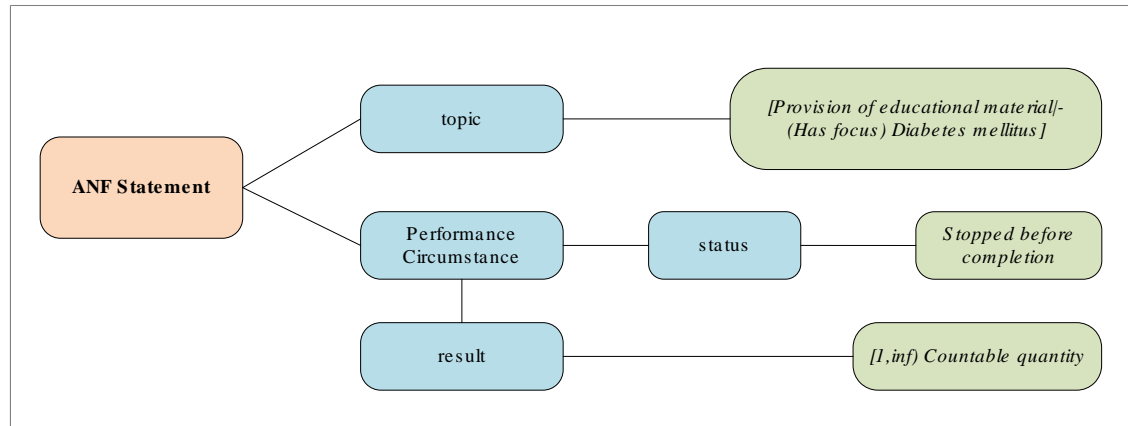 topic
[Provision of educational material|-
(Has focus) Diabetes mellitus]
ANF Statement
Performance
Circumstance
status
Stopped before
completion
result
[1,inf) Countable quantity